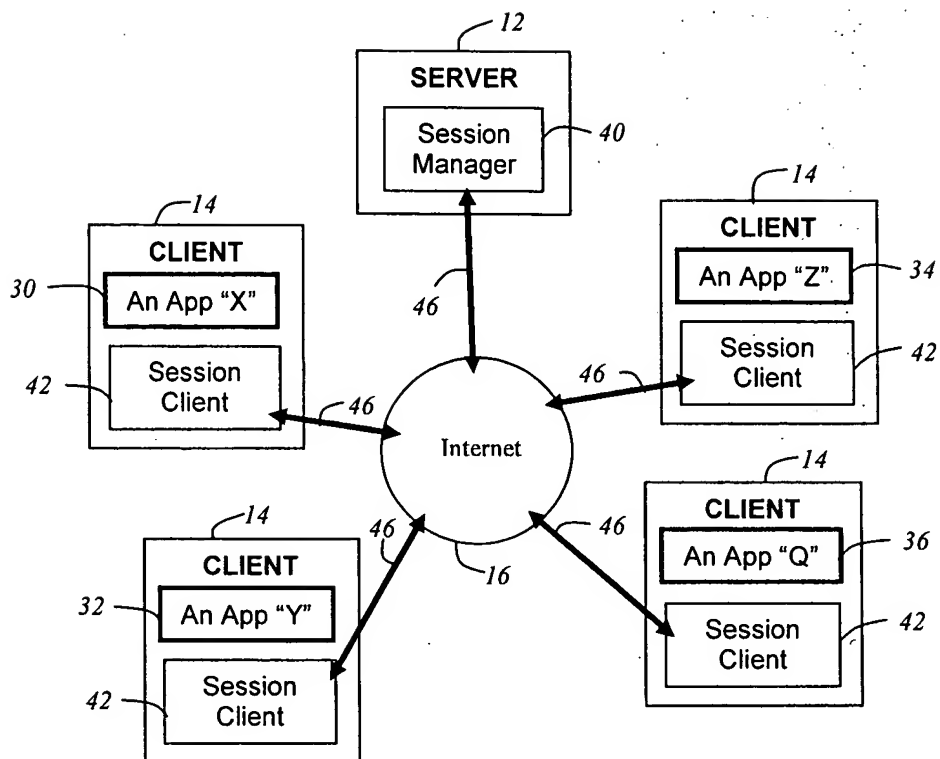 12
SERVER
Session
Manager
40
46
14
CLIENT
30
An App “X”
42
Session
Client
46
14
CLIENT
An App “Z”
34
Session
Client
42
46
Internet
16
14
CLIENT
32
An App “Y”
42
Session
Client
46
14
CLIENT
An App “Q”
36
Session
Client
42
46